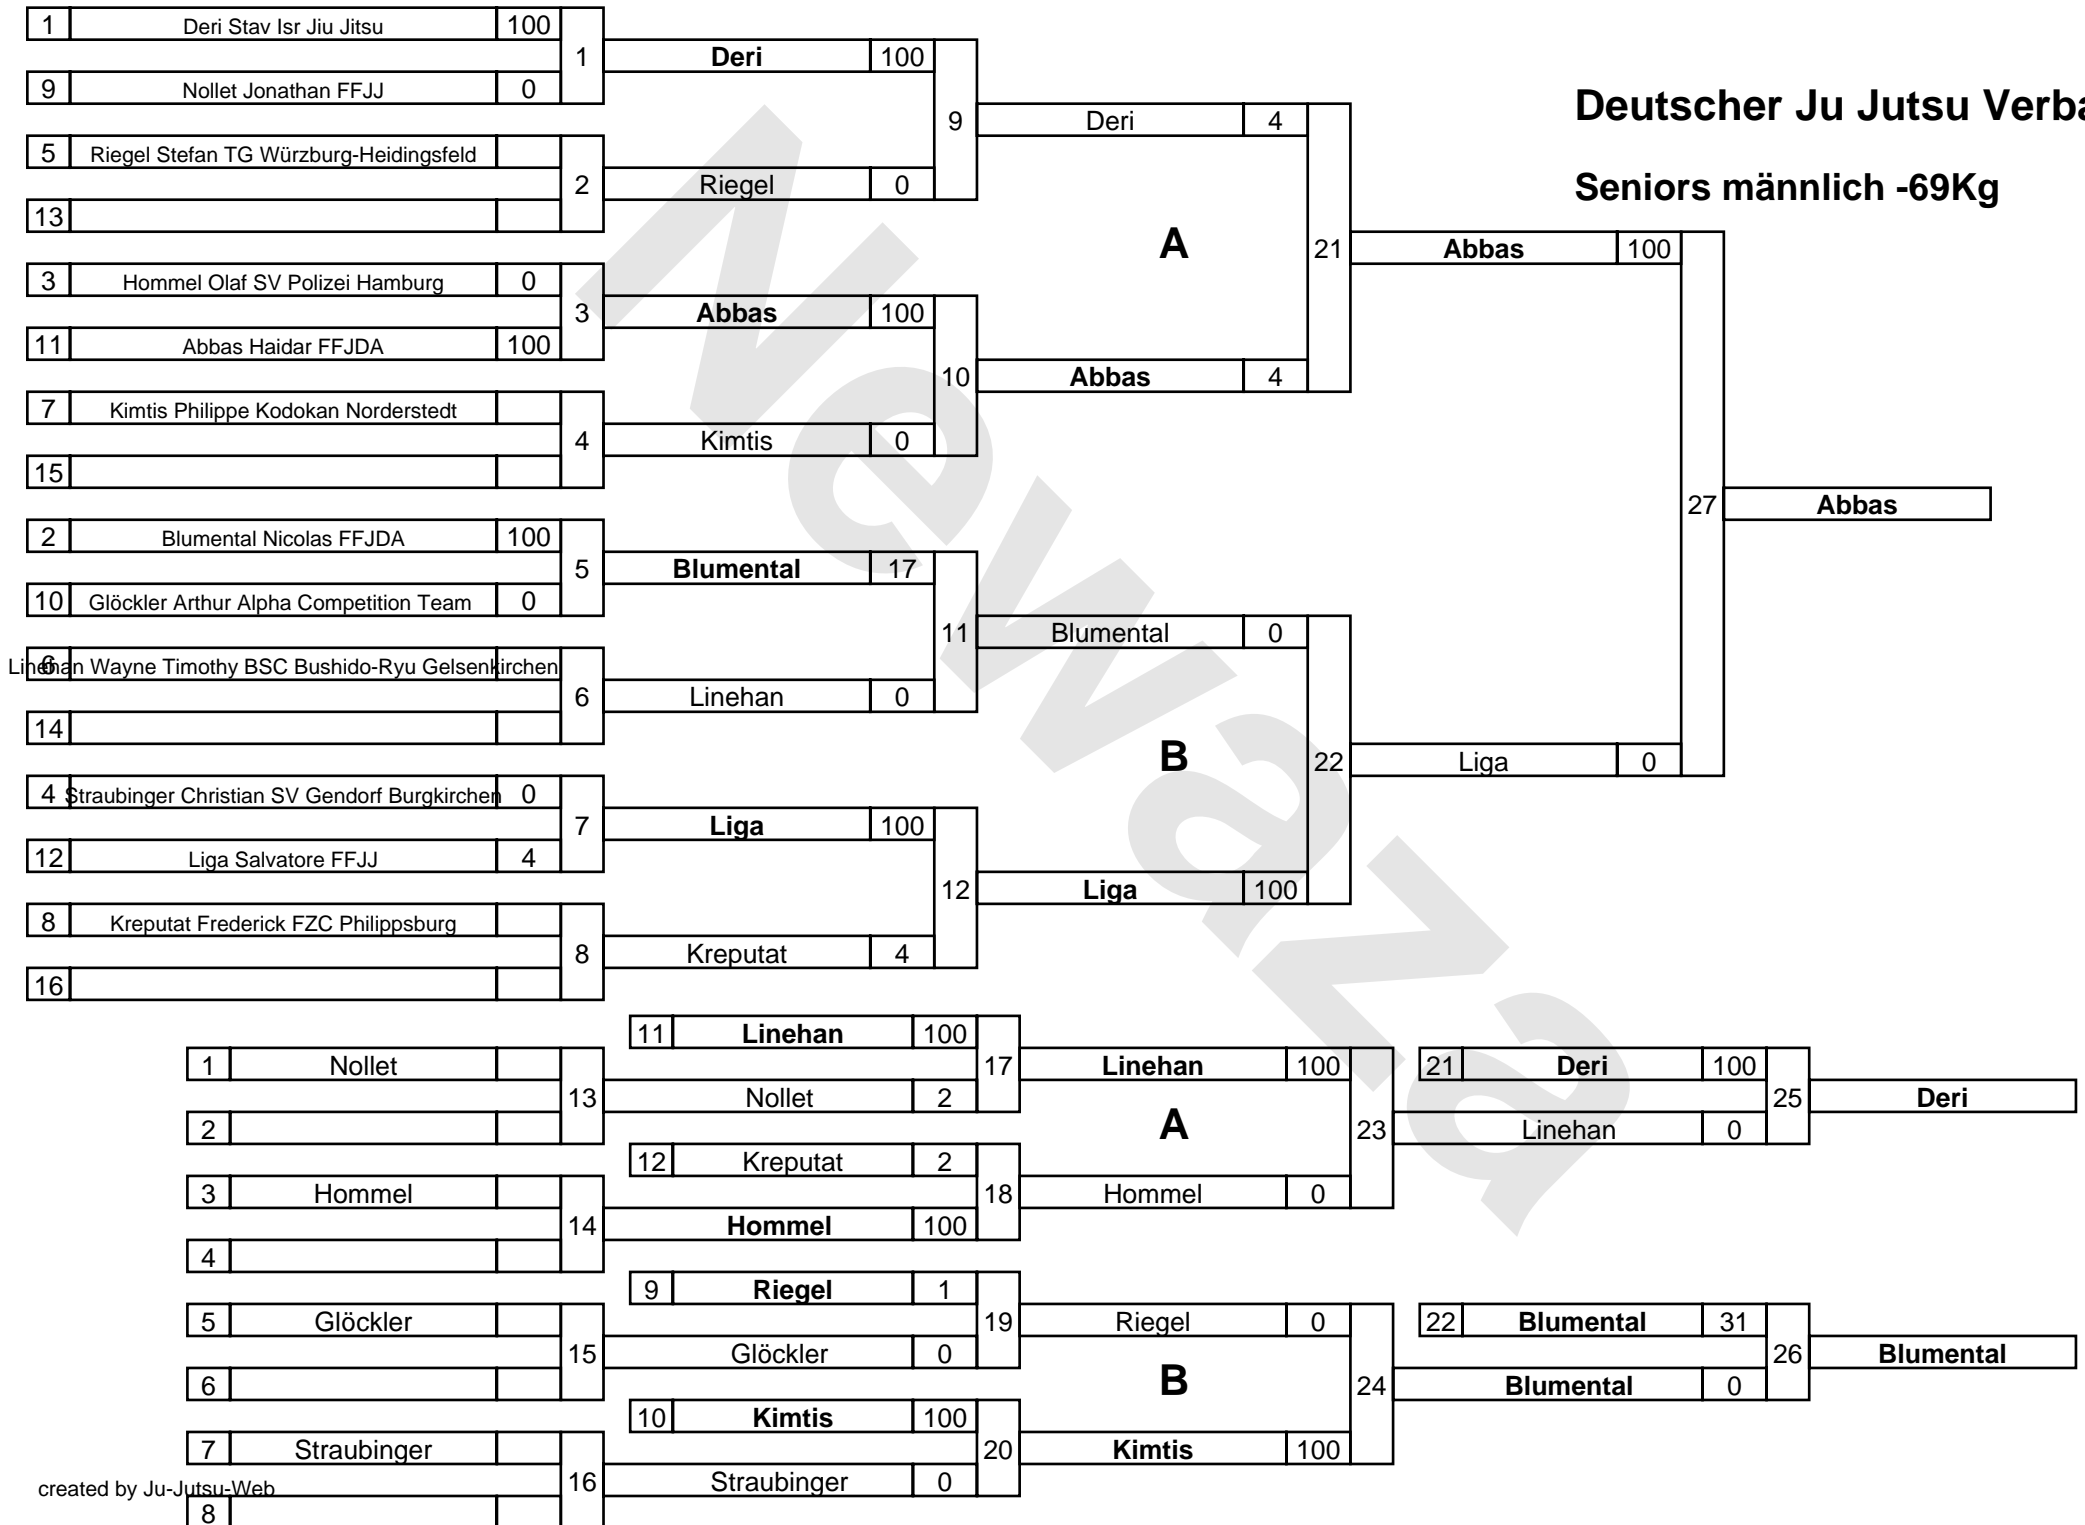 Deutscher Ju Jutsu Verba
Seniors männlich -69Kg
Newaza
1 Deri Stav Isr Jiu Jitsu 100
1
9 Nollet Jonathan FFJJ 0
Deri 100
9
5 Riegel Stefan TG Würzburg-Heidingsfeld
2
13
Riegel 0
Deri 4
A
21
3 Hommel Olaf SV Polizei Hamburg 0
3
11 Abbas Haidar FFJDA 100
Abbas 100
10
7 Kimtis Philippe Kodokan Norderstedt
4
15
Kimtis 0
Abbas 4
Abbas 100
27
Abbas
2 Blumental Nicolas FFJDA 100
5
10 Glöckler Arthur Alpha Competition Team 0
Blumental 17
11
6 Linehan Wayne Timothy BSC Bushido-Ryu Gelsenkirchen
6
14
Linehan 0
Blumental 0
B
22
Liga 0
4 Straubinger Christian SV Gendorf Burgkirchen 0
7
12 Liga Salvatore FFJJ 4
Liga 100
12
8 Kreputat Frederick FZC Philippsburg
8
16
Kreputat 4
Liga 100
1 Nollet
13
2
11 Linehan 100
17
Nollet 2
Linehan 100
A
23
3 Hommel
14
4
12 Kreputat 2
18
Hommel 100
Hommel 0
21 Deri 100
25
Linehan 0
Deri
5 Glöckler
15
6
9 Riegel 1
19
Glöckler 0
Riegel 0
B
24
7 Straubinger
16
8
10 Kimtis 100
20
Straubinger 0
Kimtis 100
22 Blumental 31
26
Blumental 0
Blumental
created by Ju-Jutsu-Web